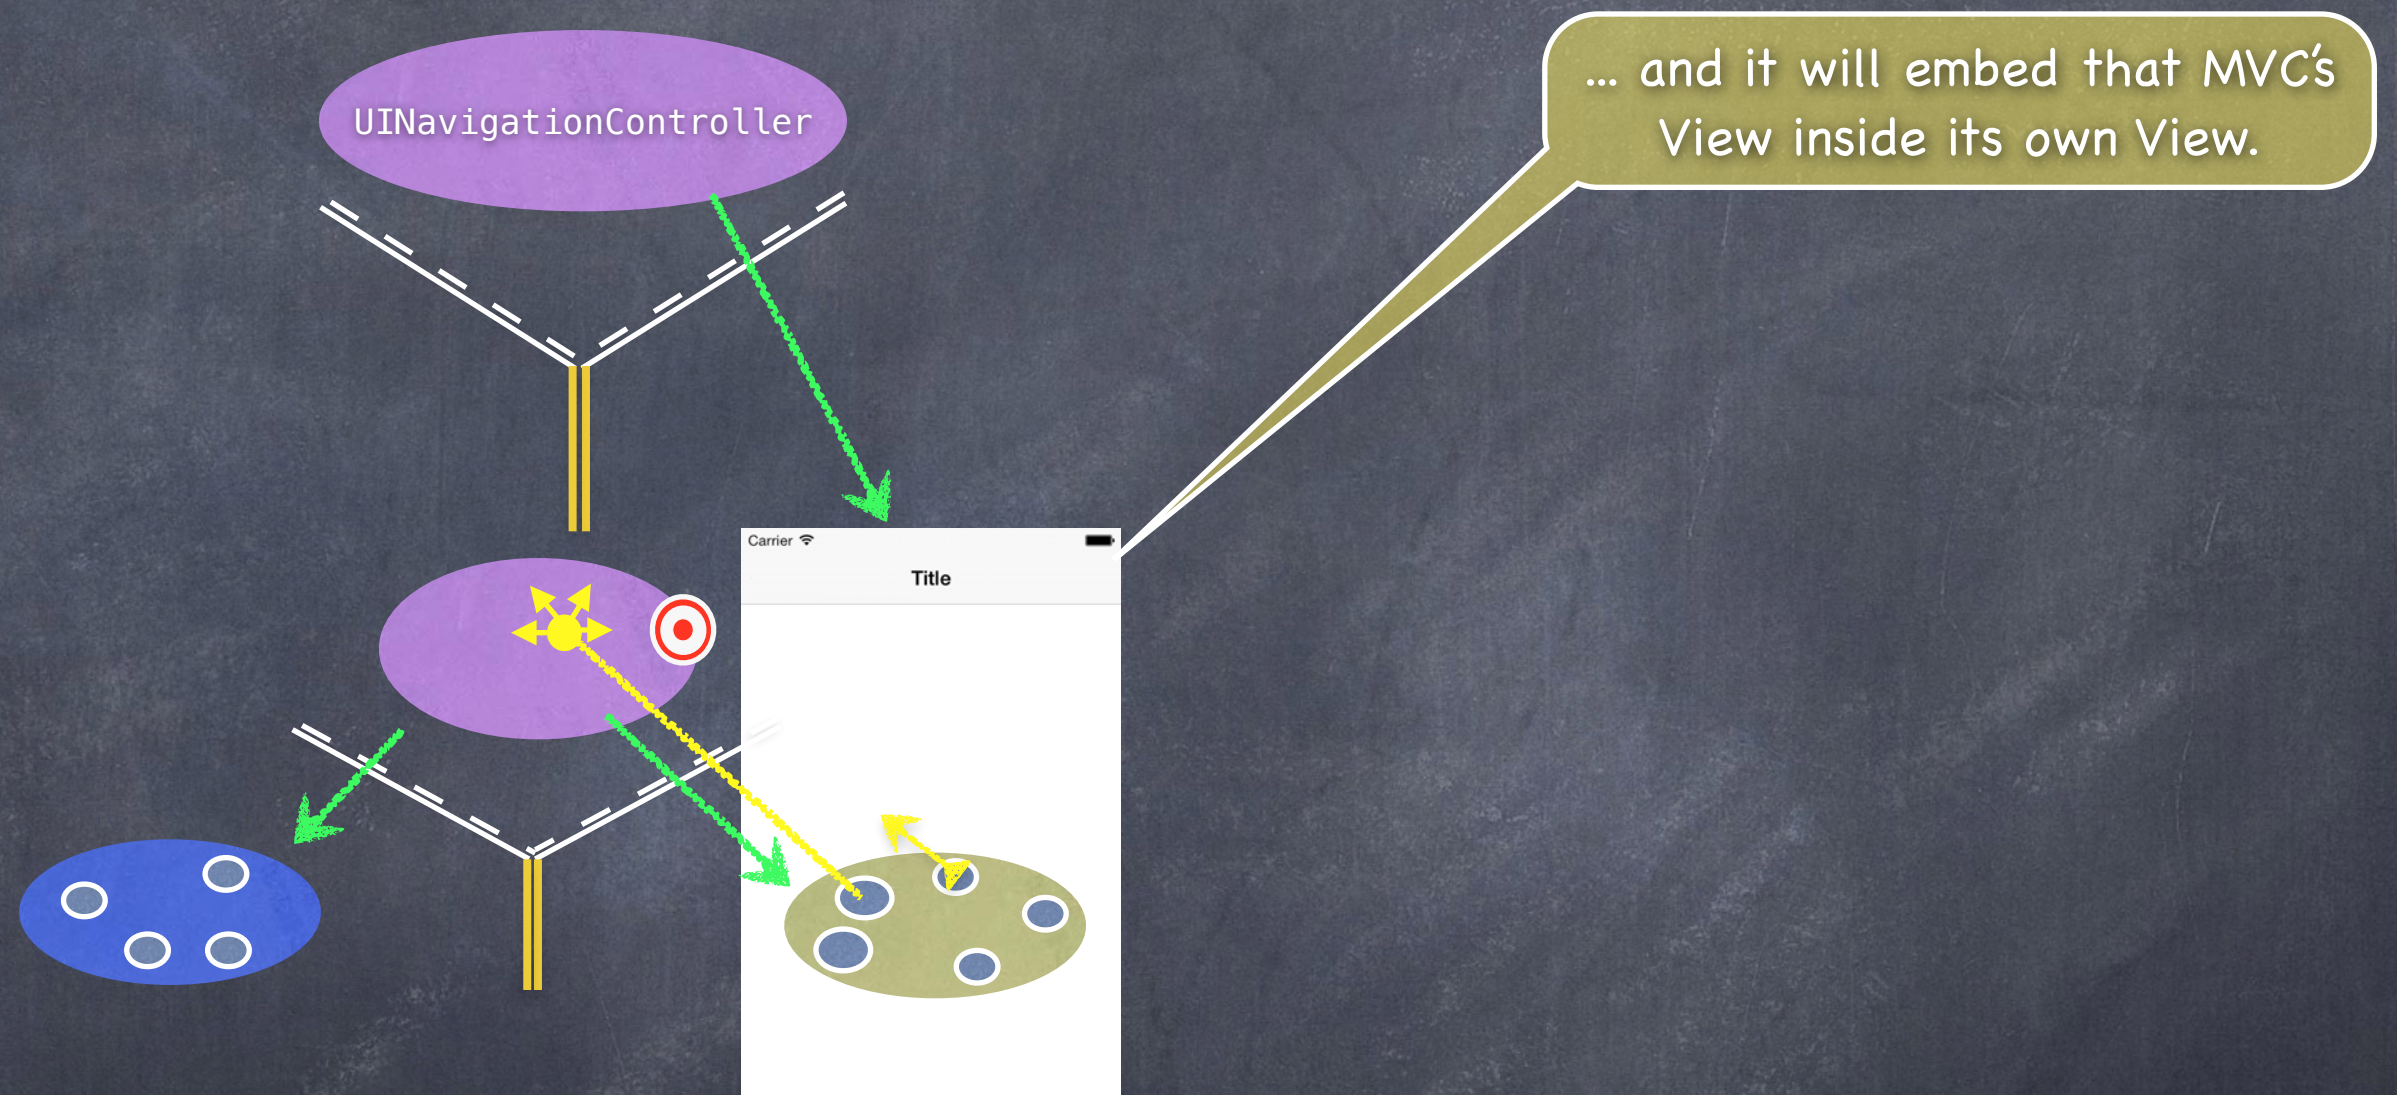 UINavigationController
... and it will embed that MVC's
View inside its own View.
Carrier
Title